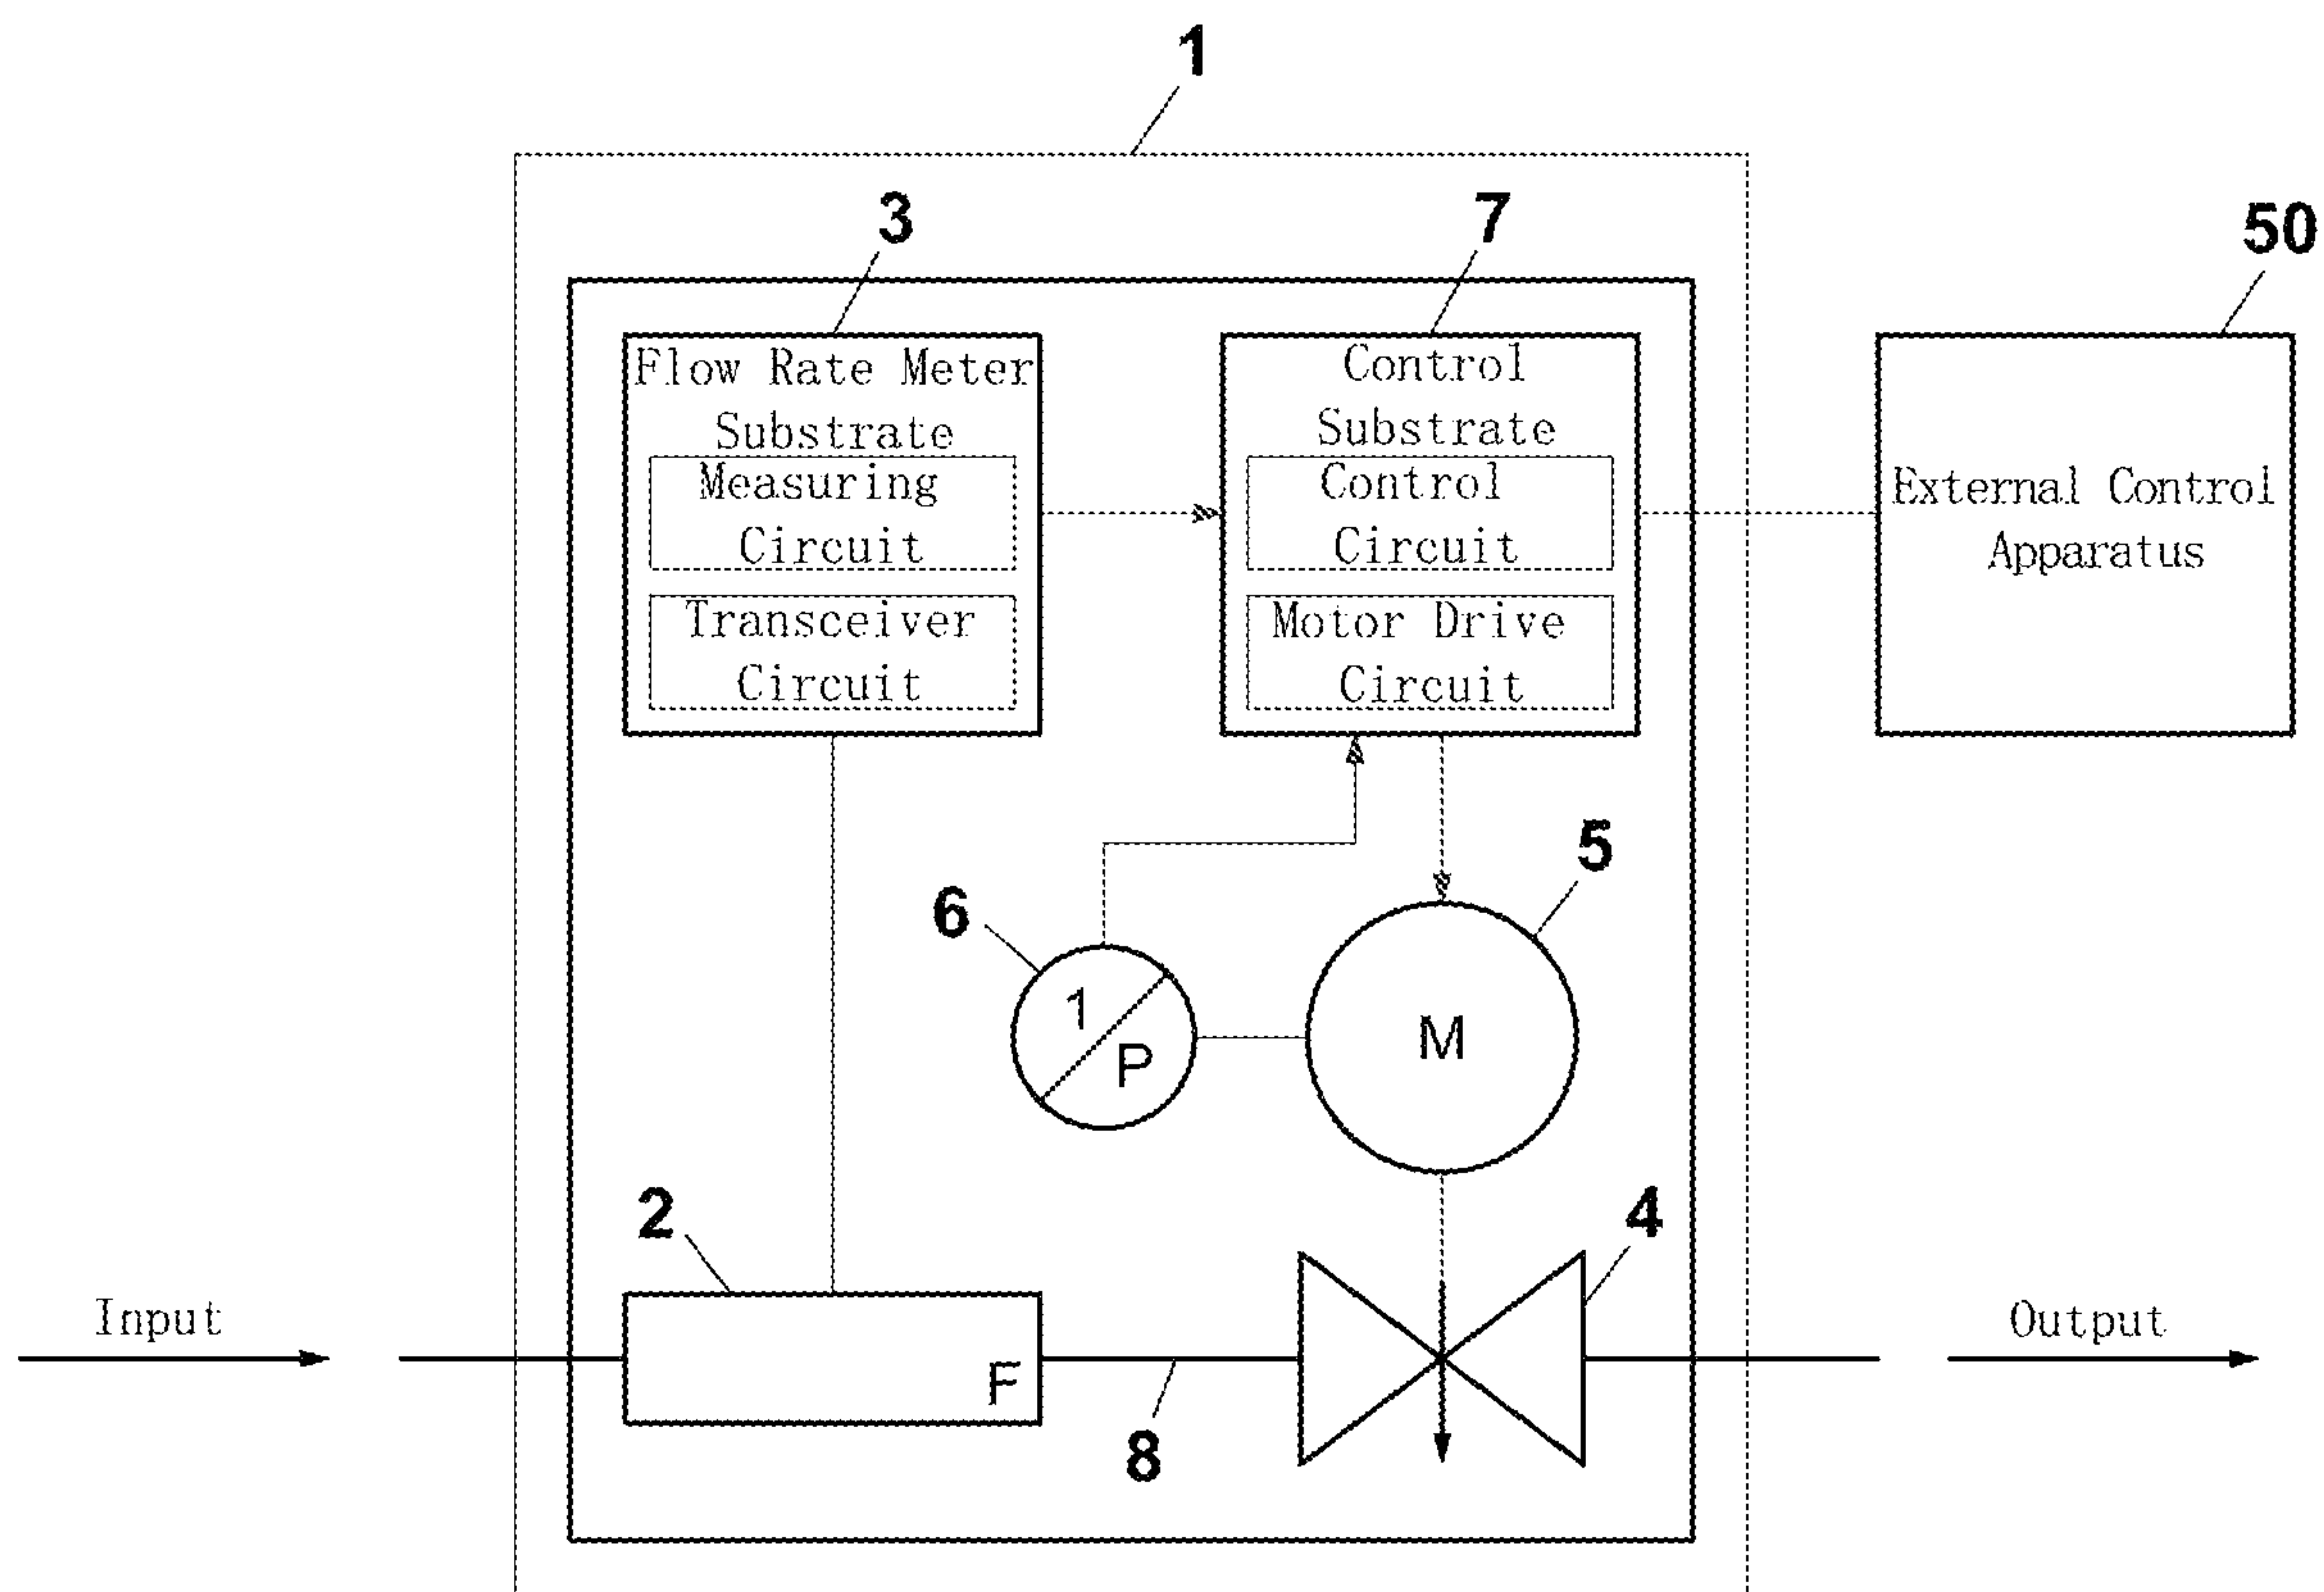 1
3
7
50
Flow Rate Meter
Substrate
Measuring
Circuit
Transceiver
Circuit
Control
Substrate
Control
Circuit
Motor Drive
Circuit
External Control
Apparatus
5
6
1
P
M
2
4
Input
F
8
Output